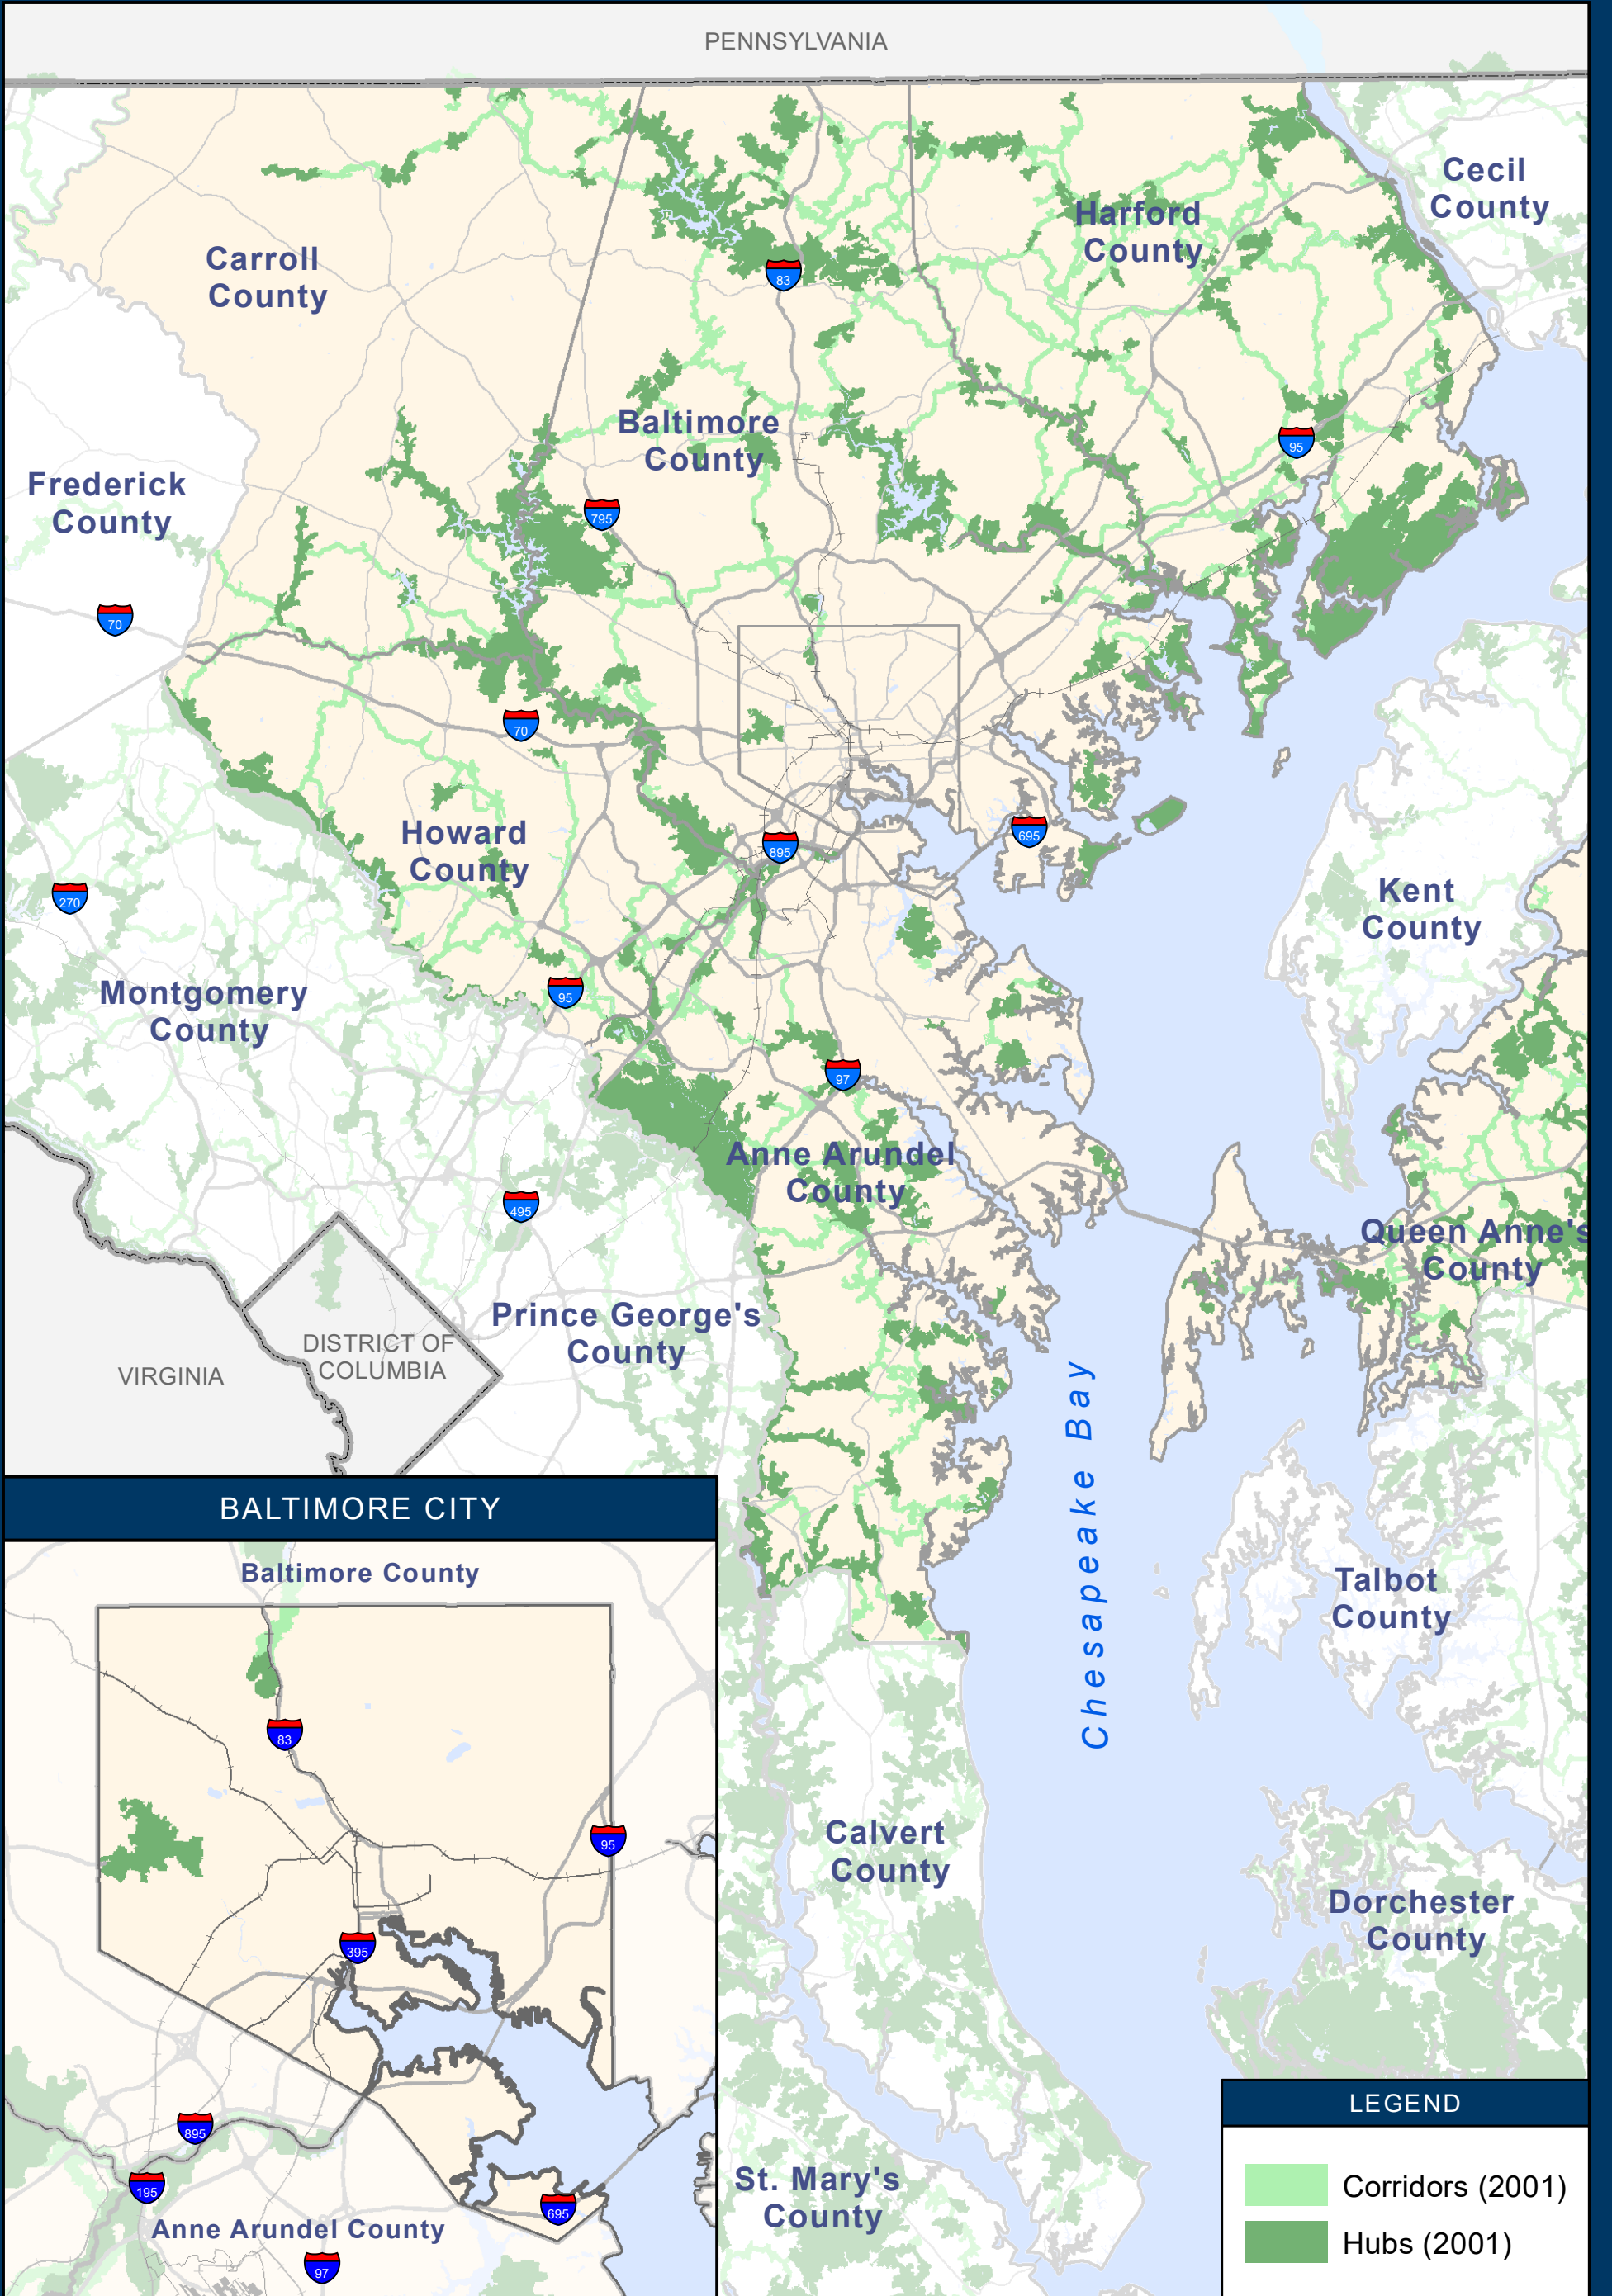 PENNSYLVANIA
Cecil
County
Harford
County
Carroll
County
83
Baltimore
County
95
Frederick
County
795
70
70
Howard
County
895
695
270
Kent
County
Montgomery
County
95
97
Anne Arundel
County
495
Queen Anne's
County
Prince George's
County
DISTRICT OF
COLUMBIA
VIRGINIA
Chesapeake Bay
Talbot
County
Calvert
County
Dorchester
County
St. Mary's
County
BALTIMORE CITY
Baltimore County
83
95
395
895
195
695
Anne Arundel County
97
LEGEND
Corridors (2001)
Hubs (2001)